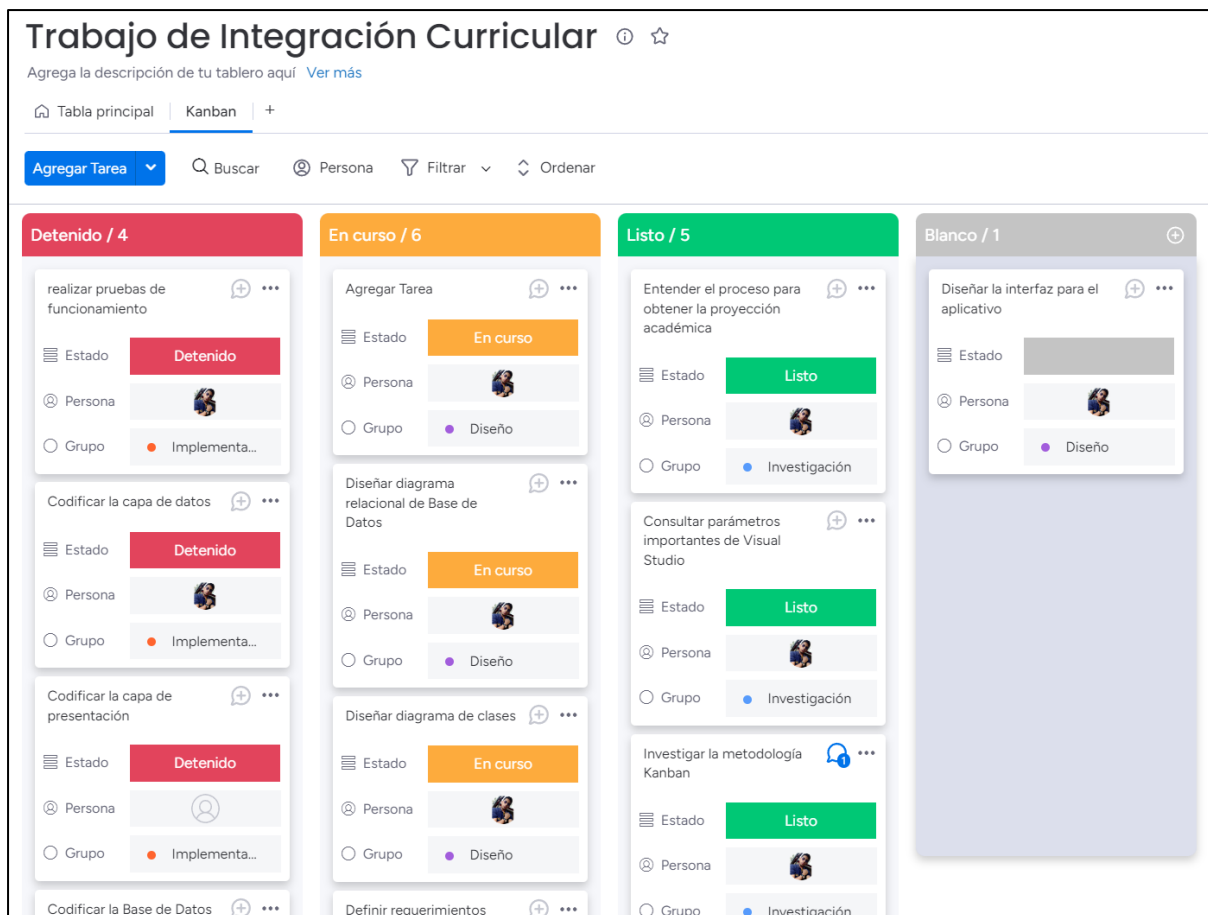 Trabajo de Integración Curricular
Agrega la descripción de tu tablero aquí Ver más
Tabla principal Kanban +
Agregar Tarea Buscar Persona Filtrar Ordenar
Detenido / 4
realizar pruebas de
funcionamiento
Estado Detenido
Persona
Grupo Implementa...
Codificar la capa de datos
Estado Detenido
Persona
Grupo Implementa...
Codificar la capa de
presentación
Estado Detenido
Persona
Grupo Implementa...
Codificar la Base de Datos
En curso / 6
Agregar Tarea
Estado En curso
Persona
Grupo Diseño
Diseñar diagrama
relacional de Base de
Datos
Estado En curso
Persona
Grupo Diseño
Diseñar diagrama de clases
Estado En curso
Persona
Grupo Diseño
Definir requerimientos
Listo / 5
Entender el proceso para
obtener la proyección
académica
Estado Listo
Persona
Grupo Investigación
Consultar parámetros
importantes de Visual
Studio
Estado Listo
Persona
Grupo Investigación
Investigar la metodología
Kanban
1
Estado Listo
Persona
Grupo Investigación
Blanco / 1
Diseñar la interfaz para el
aplicativo
Estado
Persona
Grupo Diseño